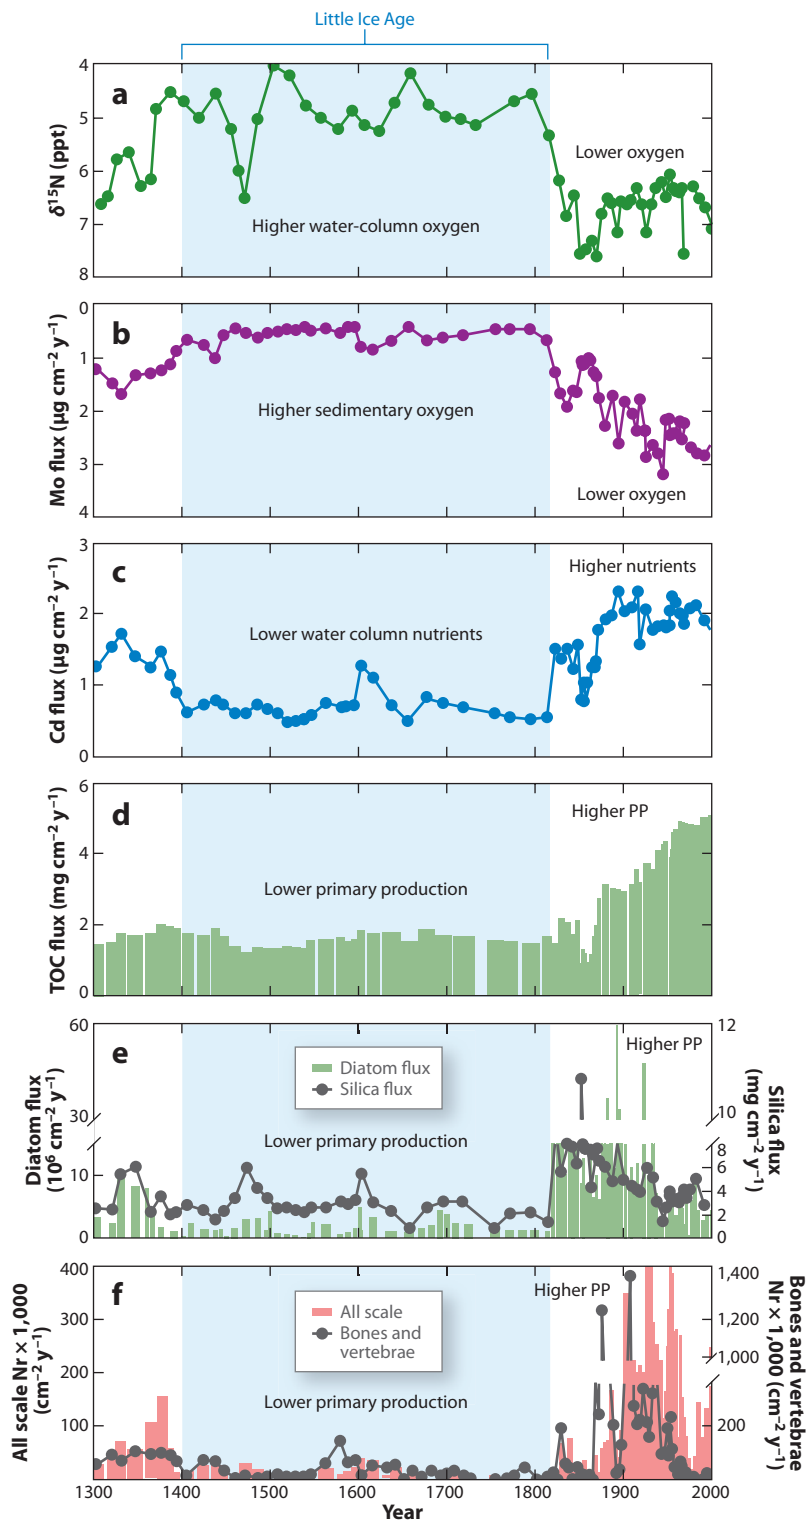 Little Ice Age
a
δ¹⁵N (ppt)
4
5
6
7
8
Lower oxygen
Higher water-column oxygen
b
Mo flux (μg cm⁻² y⁻¹)
0
1
2
3
4
Higher sedimentary oxygen
Lower oxygen
c
Cd flux (μg cm⁻² y⁻¹)
3
2
1
0
Higher nutrients
Lower water column nutrients
d
TOC flux (mg cm⁻² y⁻¹)
6
4
2
0
Higher PP
Lower primary production
e
Diatom flux
(10⁶ cm⁻² y⁻¹)
60
30
10
0
Diatom flux
Silica flux
Higher PP
Lower primary production
12
10
8
6
4
2
0
Silica flux
(mg cm⁻² y⁻¹)
f
All scale Nr × 1,000
(cm⁻² y⁻¹)
400
300
200
100
All scale
Bones and
vertebrae
Higher PP
Lower primary production
1,400
1,200
1,000
200
Bones and vertebrae
Nr × 1,000 (cm⁻² y⁻¹)
1300
1400
1500
1600
1700
1800
1900
2000
Year